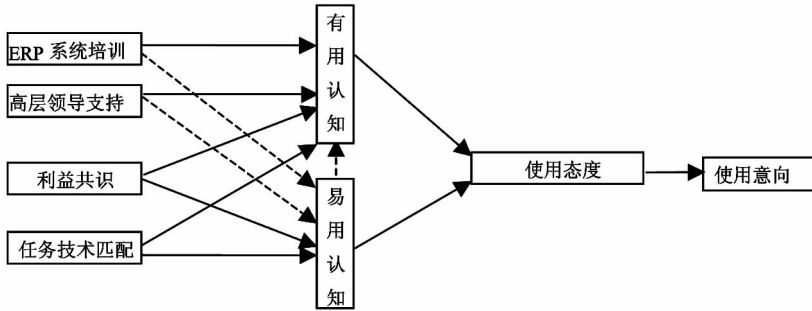 ERP 系统培训
高层领导支持
利益共识
任务技术匹配
有用认知
易用认知
使用态度
使用意向